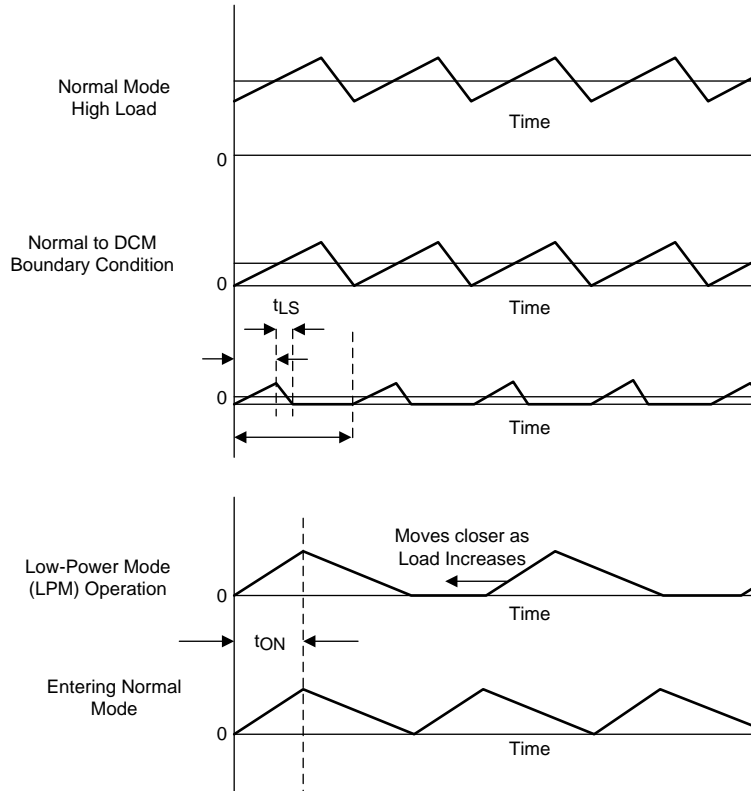 Normal Mode
High Load
Time
0
Normal to DCM
Boundary Condition
0
Time
tLS
0
Time
Moves closer as
Load Increases
Low-Power Mode
(LPM) Operation
0
Time
tON
Entering Normal
Mode
0
Time